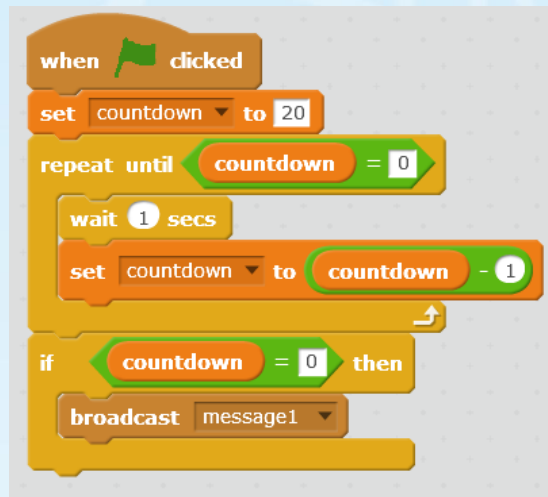 when clicked
set countdown to 20
repeat until countdown = 0
wait 1 secs
set countdown to countdown - 1
if countdown = 0 then
broadcast message1